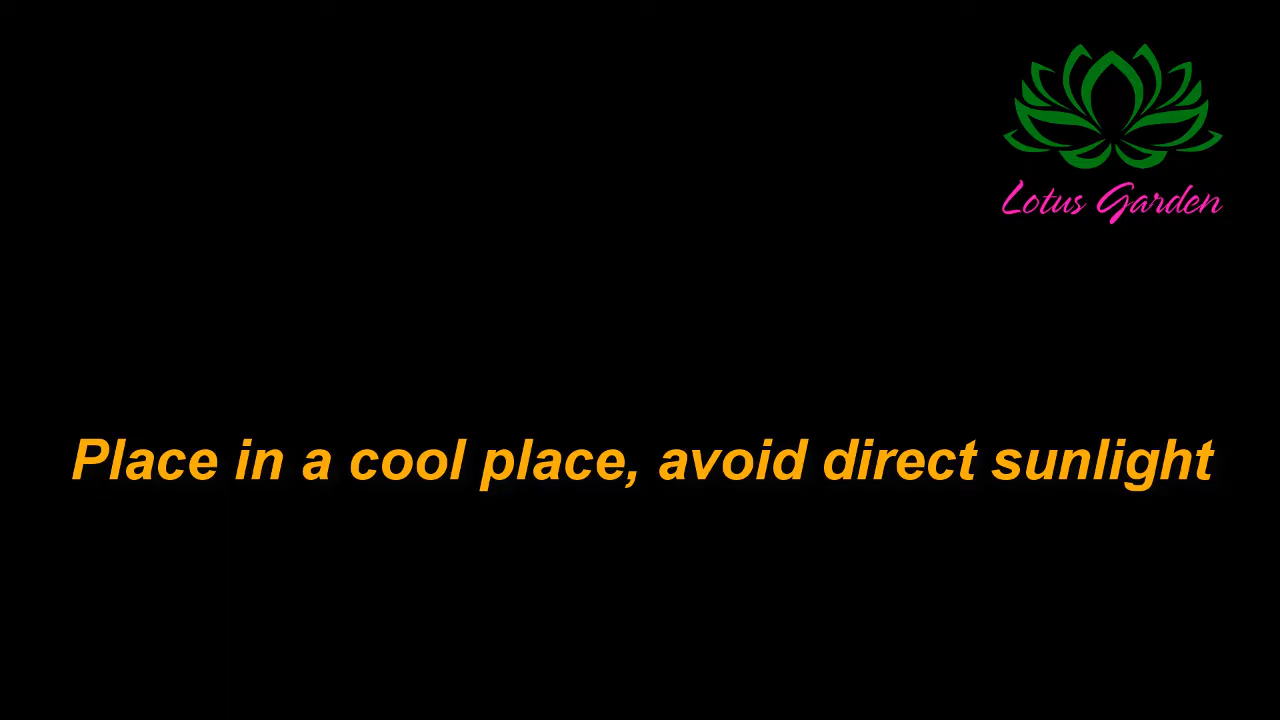 Lotus Garden
Place in a cool place, avoid direct sunlight